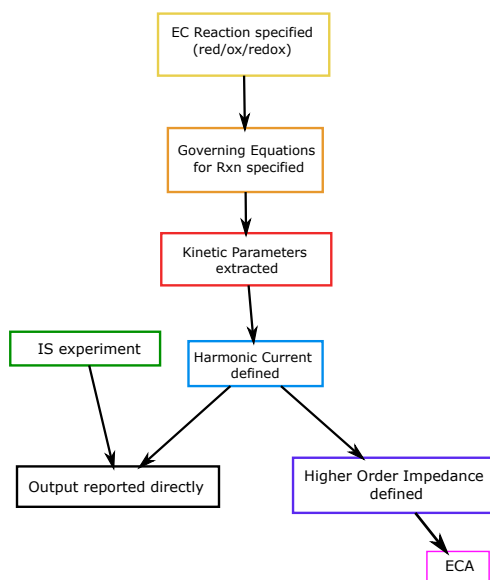 EC Reaction specified
(red/ox/redox)
Governing Equations
for Rxn specified
Kinetic Parameters
extracted
IS experiment
Harmonic Current
defined
Output reported directly
Higher Order Impedance
defined
ECA